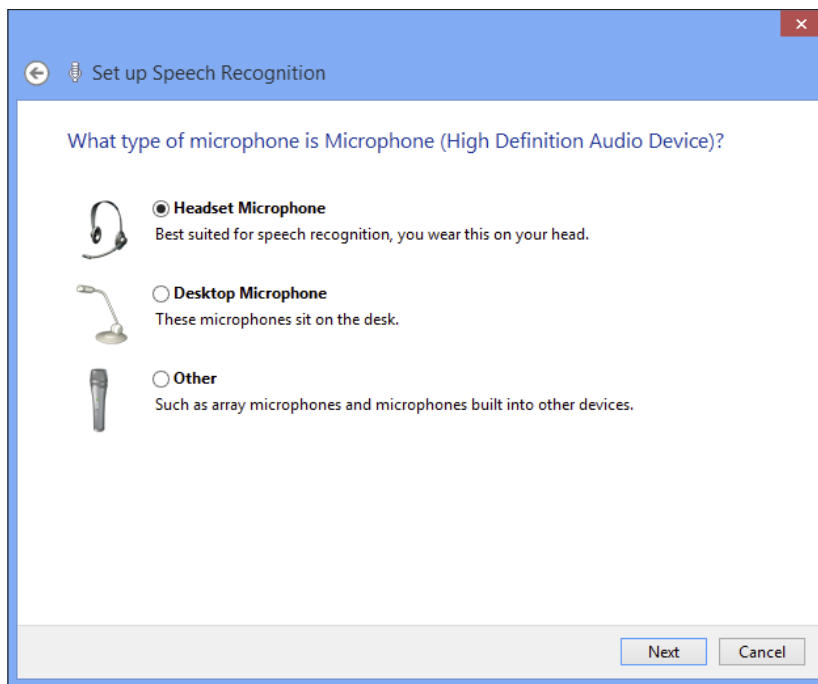 Set up Speech Recognition
What type of microphone is Microphone (High Definition Audio Device)?
Headset Microphone
Best suited for speech recognition, you wear this on your head.
Desktop Microphone
These microphones sit on the desk.
Other
Such as array microphones and microphones built into other devices.
Next Cancel